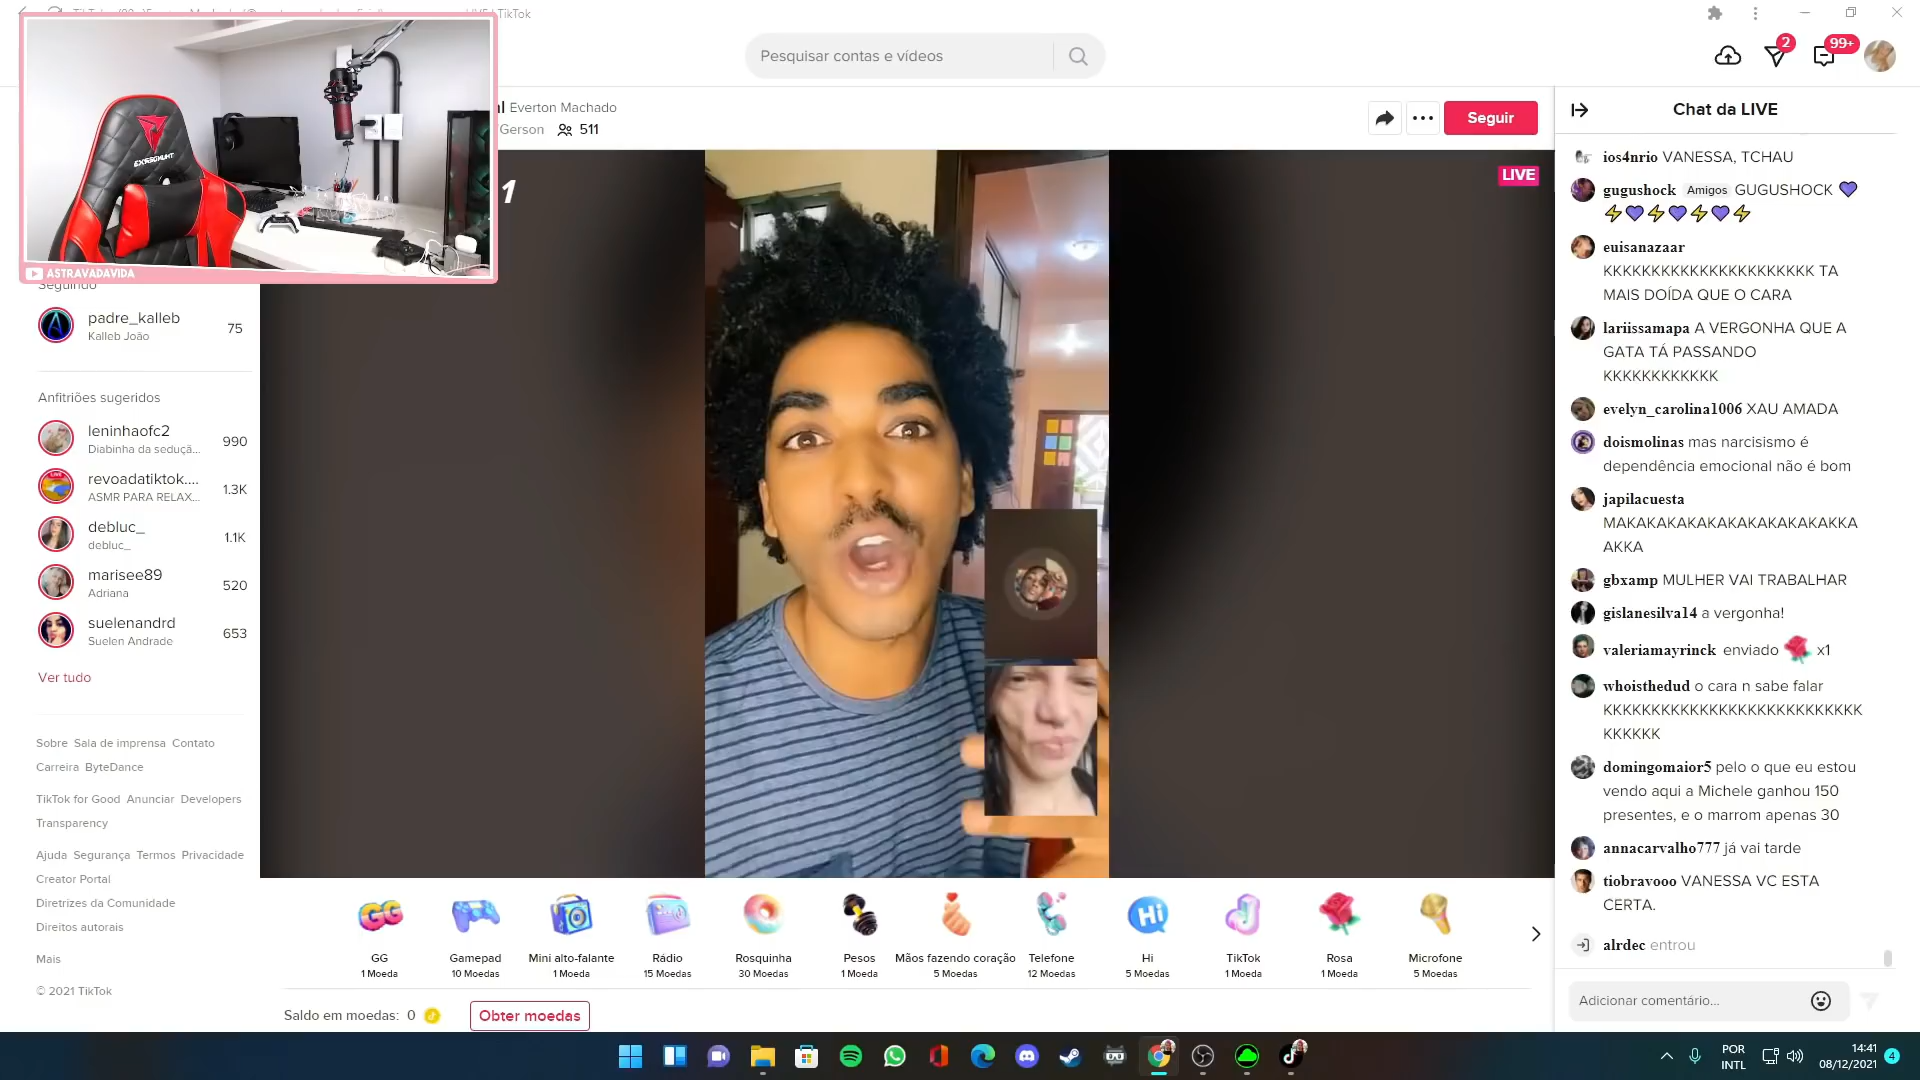 LIVE | TikTok
Pesquisar contas e vídeos
2
99+
ASTRAVADAVIDA
Everton Machado
Gerson 511
Seguir
Chat da LIVE
1
LIVE
Seguindo
padre_kalleb 75
Kalleb João
Anfitriões sugeridos
leninhaofc2 990
Diabinha da seduçã...
revoadatiktok.... 1.3K
ASMR PARA RELAX...
debluc_ 1.1K
debluc_
marisee89 520
Adriana
suelenandrd 653
Suelen Andrade
Ver tudo
Sobre Sala de imprensa Contato
Carreira ByteDance
TikTok for Good Anunciar Developers
Transparency
Ajuda Segurança Termos Privacidade
Creator Portal
Diretrizes da Comunidade
Direitos autorais
Mais
© 2021 TikTok
GG
1 Moeda
Gamepad
10 Moedas
Mini alto-falante
1 Moeda
Rádio
15 Moedas
Rosquinha
30 Moedas
Pesos
1 Moeda
Mãos fazendo coração
5 Moedas
Telefone
12 Moedas
Hi
5 Moedas
TikTok
1 Moeda
Rosa
1 Moeda
Microfone
5 Moedas
Saldo em moedas: 0
Obter moedas
ios4nrio VANESSA, TCHAU
gugushock Amigos GUGUSHOCK 💜
⚡💜⚡💜⚡💜⚡
euisanazaar
KKKKKKKKKKKKKKKKKKKKKK TA
MAIS DOÍDA QUE O CARA
lariissamapa A VERGONHA QUE A
GATA TÁ PASSANDO
KKKKKKKKKKKK
evelyn_carolina1006 XAU AMADA
doismolinas mas narcisismo é
dependência emocional não é bom
japilacuesta
MAKAKAKAKAKAKAKAKAKAKKA
AKKA
gbxamp MULHER VAI TRABALHAR
gislanesilva14 a vergonha!
valeriamayrinck enviado x1
whoisthedud o cara n sabe falar
KKKKKKKKKKKKKKKKKKKKKKKKKKK
KKKKKK
domingomaior5 pelo o que eu estou
vendo aqui a Michele ganhou 150
presentes, e o marrom apenas 30
annacarvalho777 já vai tarde
tiobravooo VANESSA VC ESTA
CERTA.
alrdec entrou
Adicionar comentário...
POR
INTL
14:41
08/12/2021
4